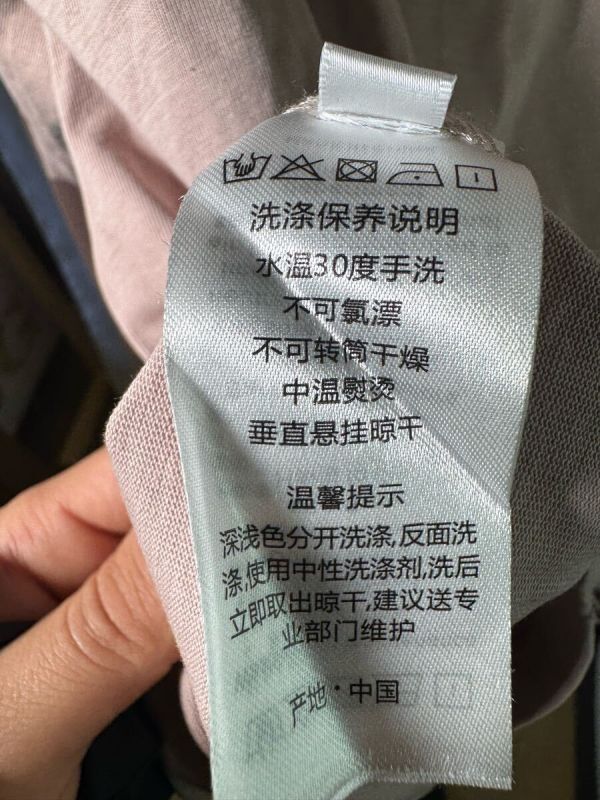 洗涤保养说明
水温30度手洗
不可氯漂
不可转筒干燥
中温熨烫
垂直悬挂晾干
温馨提示
深浅色分开洗涤,反面洗
涤,使用中性洗涤剂,洗后
立即取出晾干,建议送专
业部门维护
产地·中国